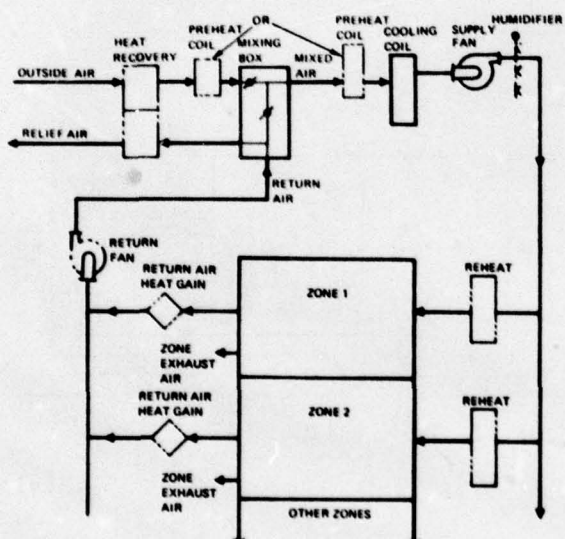 HEAT
RECOVERY
PREHEAT
COIL
OR
MIXING
BOX
MIXED
AIR
PREHEAT
COIL
COOLING
COIL
SUPPLY
FAN
HUMIDIFIER
OUTSIDE AIR
RELIEF AIR
RETURN
AIR
RETURN
FAN
RETURN AIR
HEAT GAIN
ZONE 1
REHEAT
ZONE
EXHAUST
AIR
RETURN AIR
HEAT GAIN
ZONE 2
REHEAT
ZONE
EXHAUST
AIR
OTHER ZONES